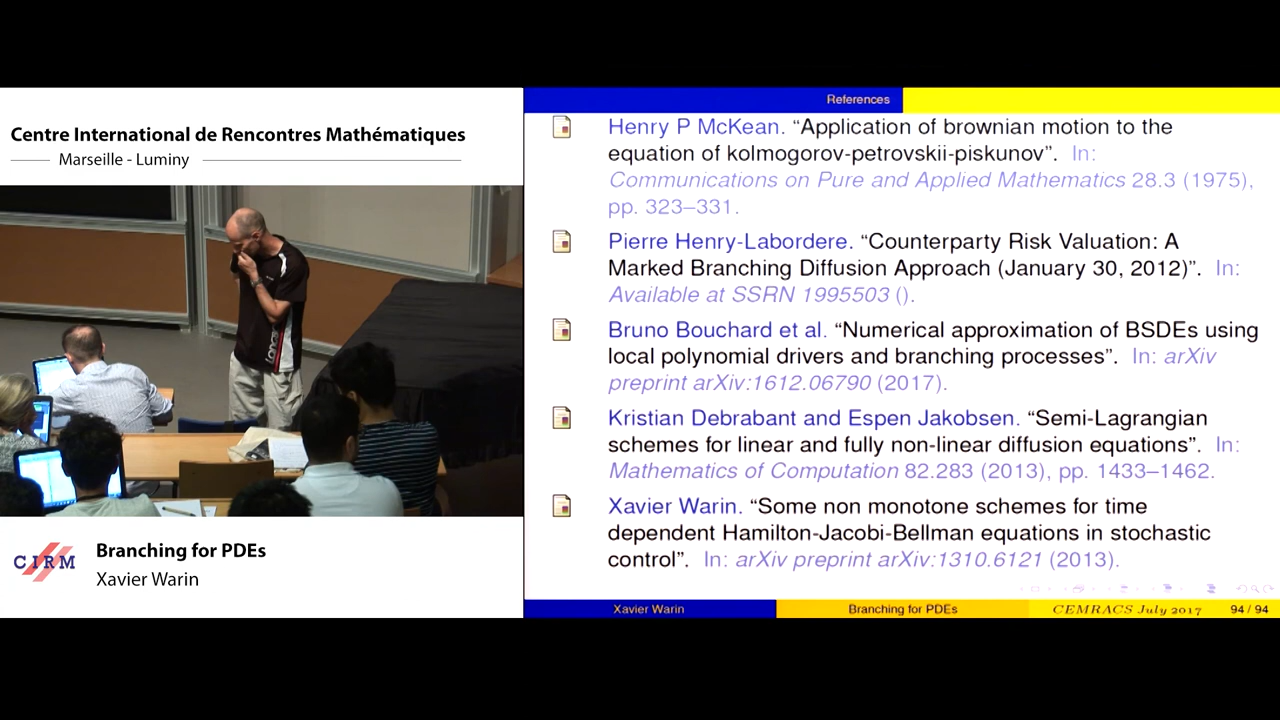 Centre International de Rencontres Mathématiques
Marseille - Luminy
CIRM
Branching for PDEs
Xavier Warin
References
Henry P McKean. “Application of brownian motion to the
equation of kolmogorov-petrovskii-piskunov”. In:
Communications on Pure and Applied Mathematics 28.3 (1975),
pp. 323–331.
Pierre Henry-Labordere. “Counterparty Risk Valuation: A
Marked Branching Diffusion Approach (January 30, 2012)”. In:
Available at SSRN 1995503 ().
Bruno Bouchard et al. “Numerical approximation of BSDEs using
local polynomial drivers and branching processes”. In: arXiv
preprint arXiv:1612.06790 (2017).
Kristian Debrabant and Espen Jakobsen. “Semi-Lagrangian
schemes for linear and fully non-linear diffusion equations”. In:
Mathematics of Computation 82.283 (2013), pp. 1433–1462.
Xavier Warin. “Some non monotone schemes for time
dependent Hamilton-Jacobi-Bellman equations in stochastic
control”. In: arXiv preprint arXiv:1310.6121 (2013).
Xavier Warin
Branching for PDEs
CEMRACS July 2017
94 / 94